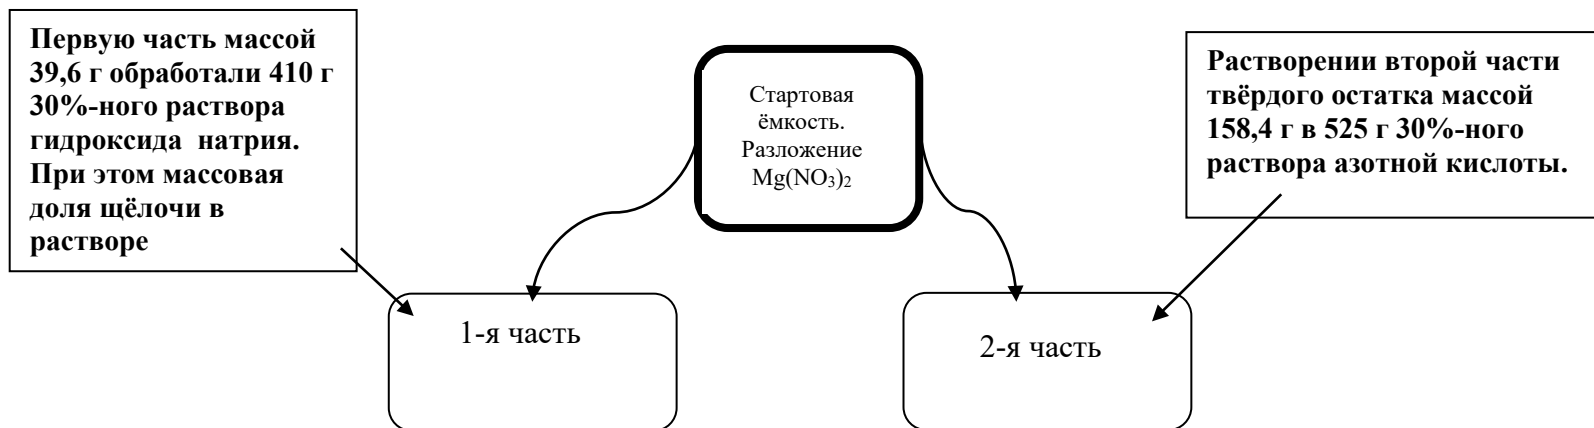 Первую часть массой
39,6 г обработали 410 г
30%-ного раствора
гидроксида натрия.
При этом массовая
доля щёлочи в
растворе
Стартовая
ёмкость.
Разложение
Mg(NO₃)₂
Растворении второй части
твёрдого остатка массой
158,4 г в 525 г 30%-ного
раствора азотной кислоты.
1-я часть
2-я часть